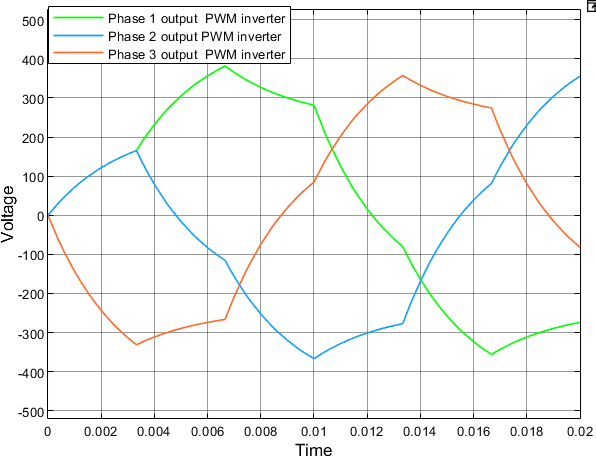 Phase 1 output  PWM inverter
Phase 2 output PWM inverter
Phase 3 output  PWM inverter
500
400
300
200
100
0
-100
-200
-300
-400
-500
Voltage
0 0.002 0.004 0.006 0.008 0.01 0.012 0.014 0.016 0.018 0.02
Time